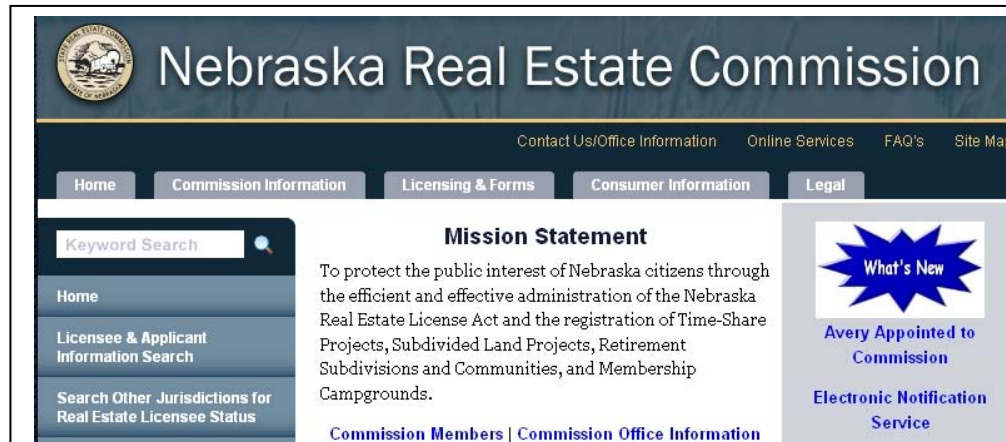 Nebraska Real Estate Commission
Contact Us/Office Information Online Services FAQ's Site Map
Home Commission Information Licensing & Forms Consumer Information Legal
Keyword Search
Home
Licensee & Applicant
Information Search
Search Other Jurisdictions for
Real Estate Licensee Status
Mission Statement
To protect the public interest of Nebraska citizens through
the efficient and effective administration of the Nebraska
Real Estate License Act and the registration of Time-Share
Projects, Subdivided Land Projects, Retirement
Subdivisions and Communities, and Membership
Campgrounds.
Commission Members | Commission Office Information
What's New
Avery Appointed to
Commission
Electronic Notification
Service